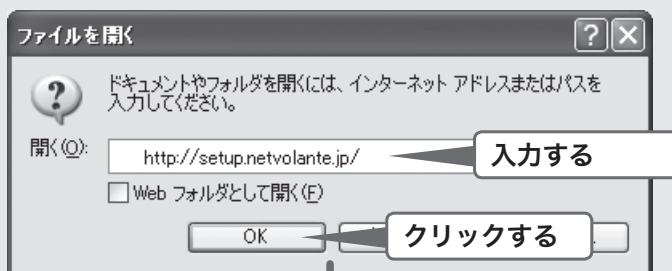 ファイルを開く
ドキュメントやフォルダを開くには、インターネット アドレスまたはパスを
入力してください。
開く(O):
http://setup.netvolante.jp/
入力する
Web フォルダとして開く(F)
OK
クリックする